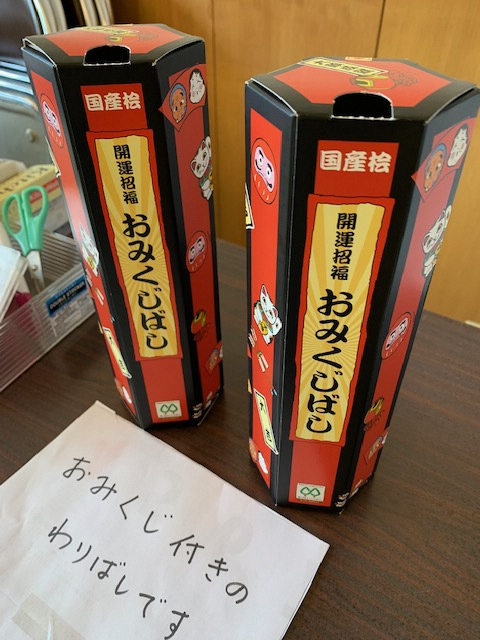 国産桧
開運招福
おみくじばし
国産桧
開運招福
おみくじばし
おみくじ付きの
わりばしです